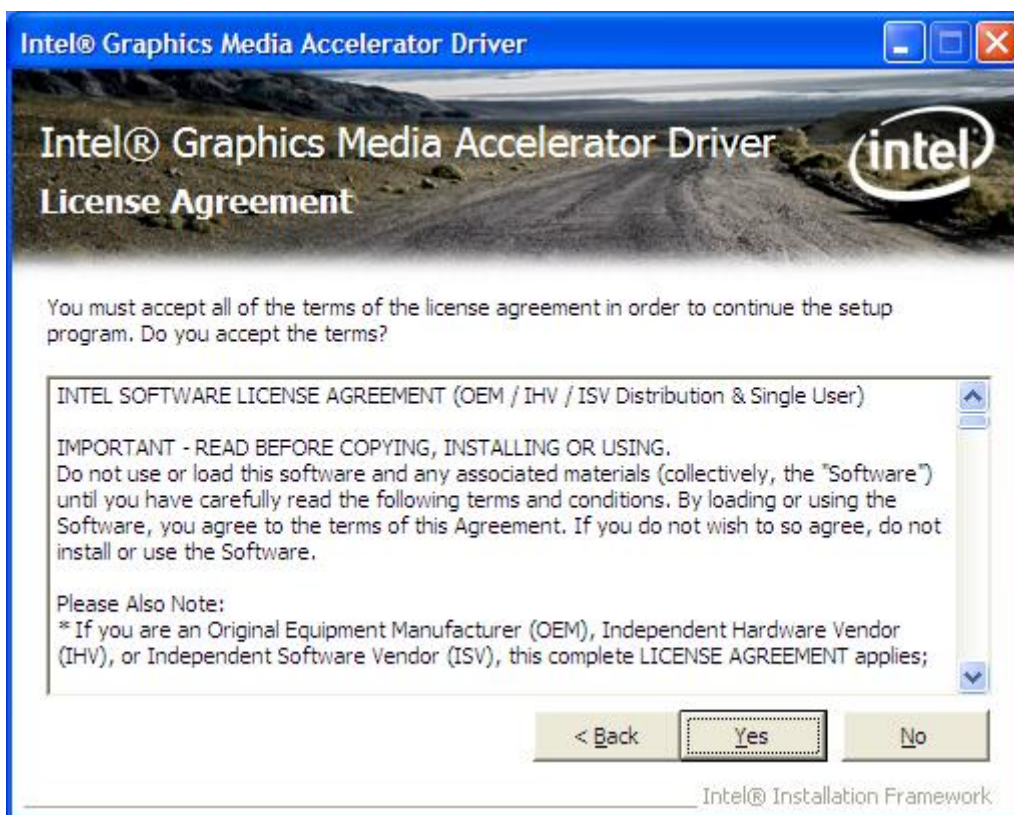 Intel® Graphics Media Accelerator Driver
Intel® Graphics Media Accelerator Driver
intel
License Agreement
You must accept all of the terms of the license agreement in order to continue the setup
program. Do you accept the terms?
INTEL SOFTWARE LICENSE AGREEMENT (OEM / IHV / ISV Distribution & Single User)
IMPORTANT - READ BEFORE COPYING, INSTALLING OR USING.
Do not use or load this software and any associated materials (collectively, the "Software")
until you have carefully read the following terms and conditions. By loading or using the
Software, you agree to the terms of this Agreement. If you do not wish to so agree, do not
install or use the Software.
Please Also Note:
* If you are an Original Equipment Manufacturer (OEM), Independent Hardware Vendor
(IHV), or Independent Software Vendor (ISV), this complete LICENSE AGREEMENT applies;
< Back Yes No
Intel® Installation Framework